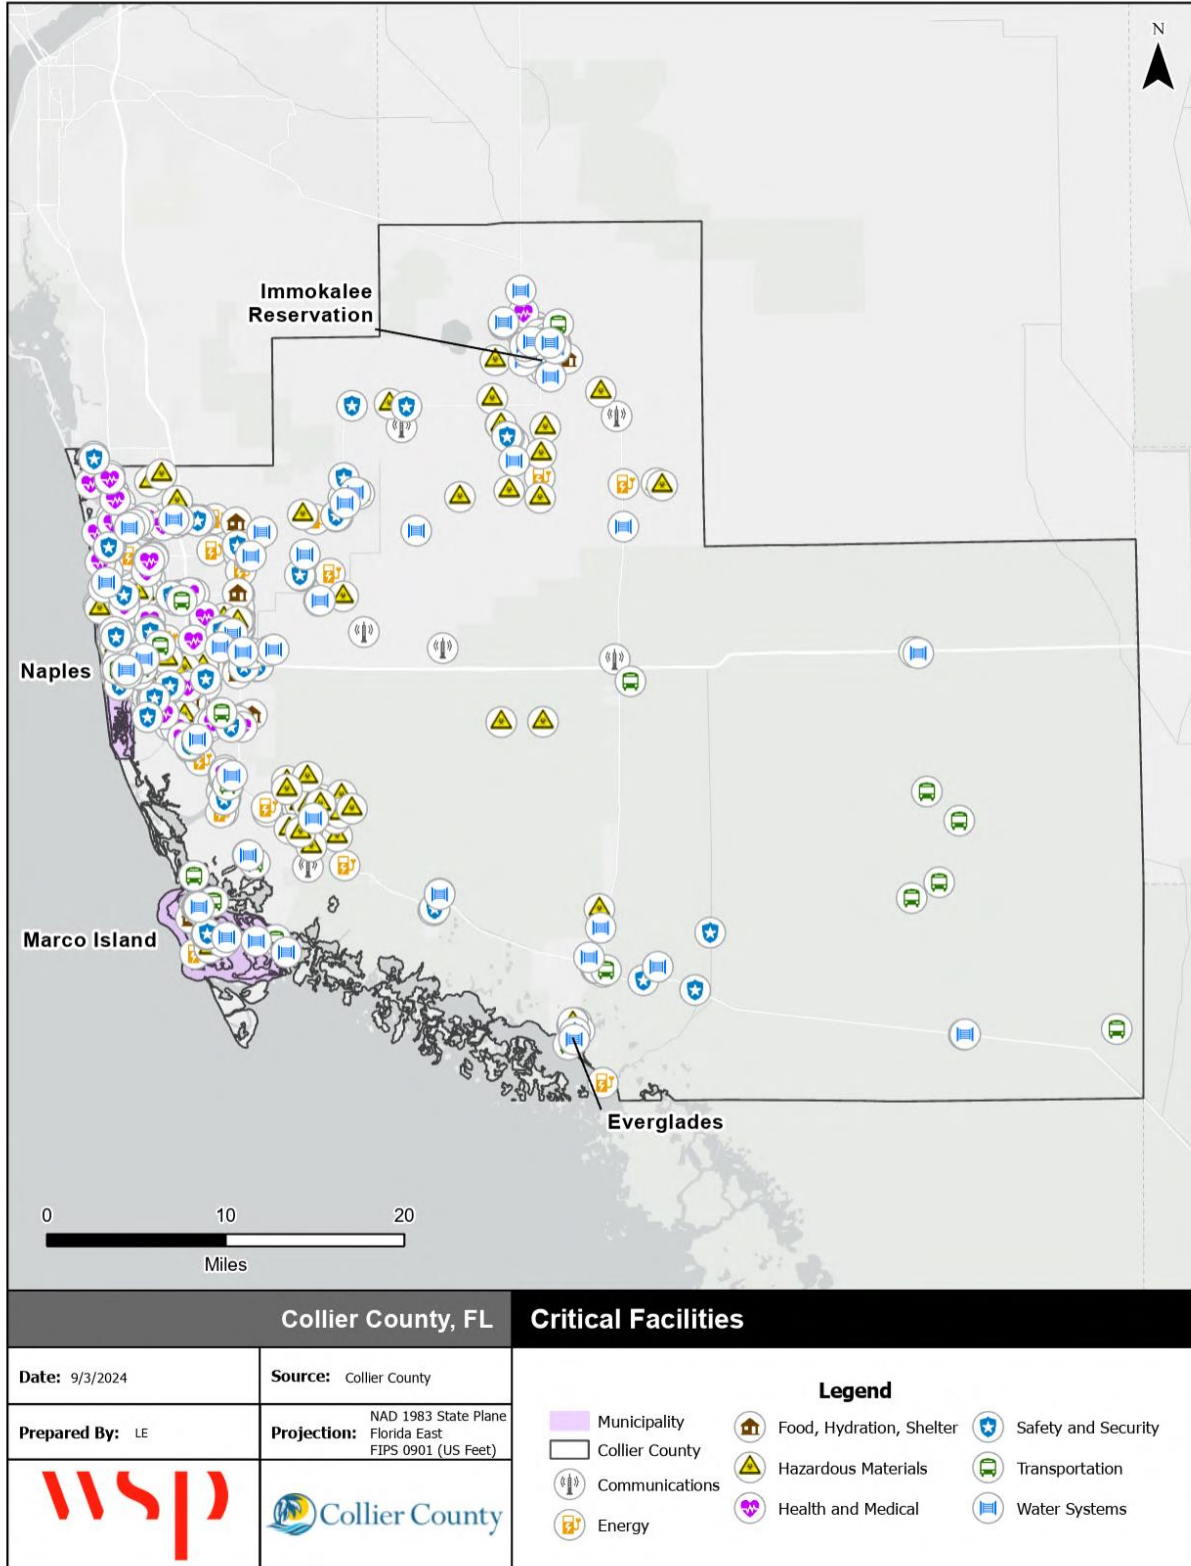 N
Immokalee
Reservation
Naples
Marco Island
Everglades
0 10 20
Miles
Collier County, FL
Critical Facilities
Date: 9/3/2024
Source: Collier County
Prepared By: LE
Projection: NAD 1983 State Plane
Florida East
FIPS 0901 (US Feet)
wsp
Collier County
Legend
Municipality
Collier County
Communications
Energy
Food, Hydration, Shelter
Hazardous Materials
Health and Medical
Safety and Security
Transportation
Water Systems